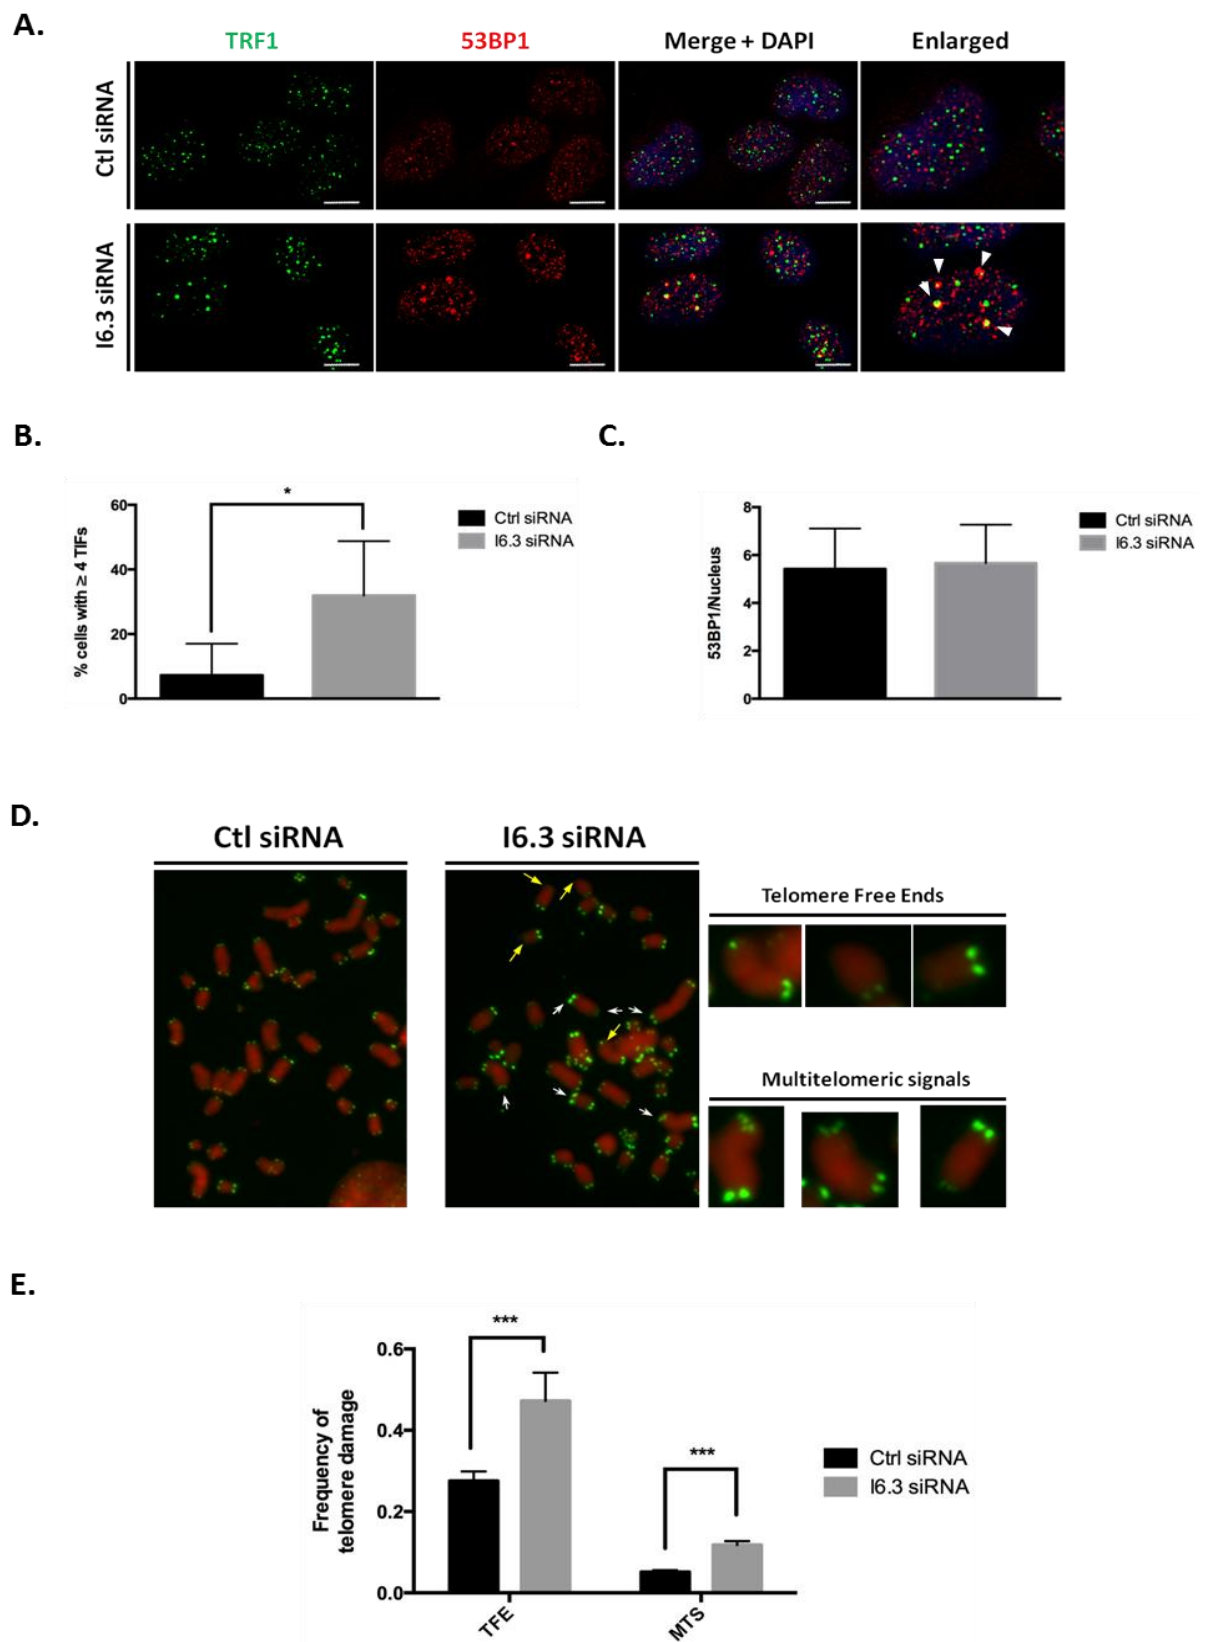 A.
TRF1 53BP1 Merge + DAPI Enlarged
Ctl siRNA
I6.3 siRNA
B.
60
40
20
0
% cells with ≥ 4 TIFs
*
Ctrl siRNA
I6.3 siRNA
C.
8
6
4
2
0
53BP1/Nucleus
Ctrl siRNA
I6.3 siRNA
D.
Ctl siRNA I6.3 siRNA
Telomere Free Ends
Multitelomeric signals
E.
0.6
0.4
0.2
0.0
Frequency of
telomere damage
***
***
Ctrl siRNA
I6.3 siRNA
TFE MTS